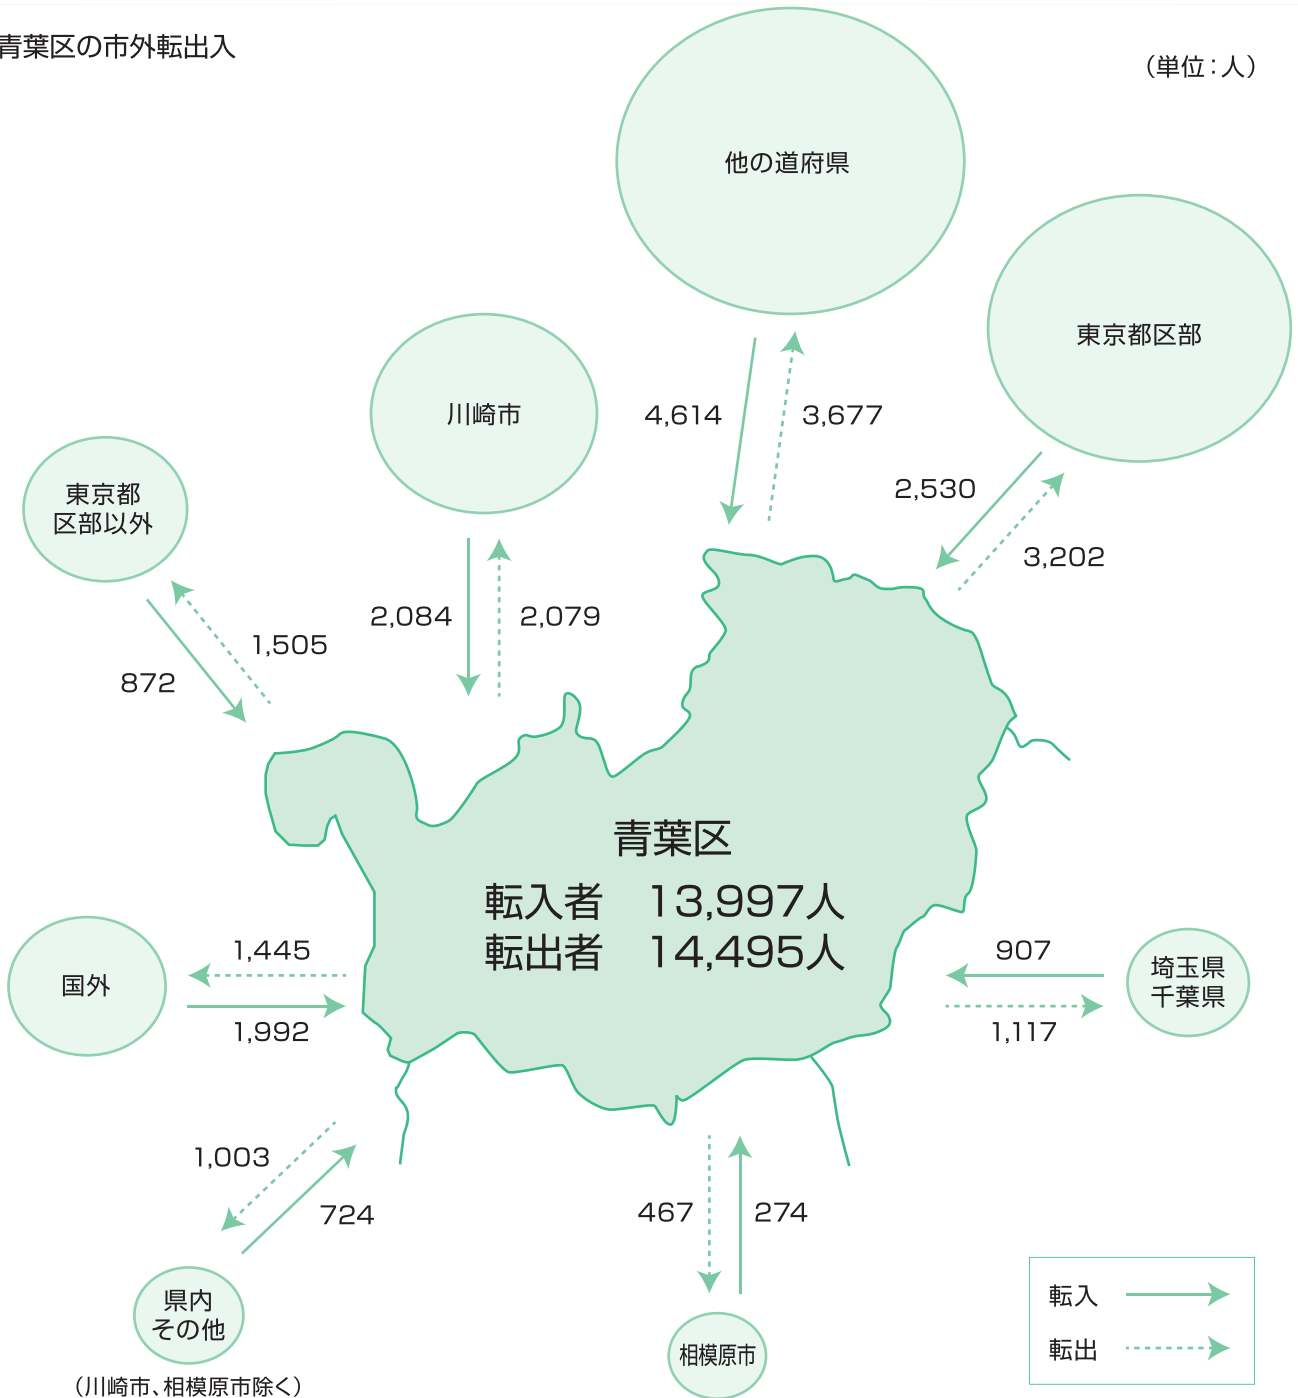 青葉区の市外転出入
（単位：人）
他の道府県
東京都区部
川崎市
東京都
区部以外
4,614
3,677
2,530
3,202
2,084
2,079
1,505
872
青葉区
転入者　13,997人
転出者　14,495人
国外
1,445
1,992
907
1,117
埼玉県
千葉県
1,003
724
467
274
県内
その他
（川崎市、相模原市除く）
相模原市
転入
転出